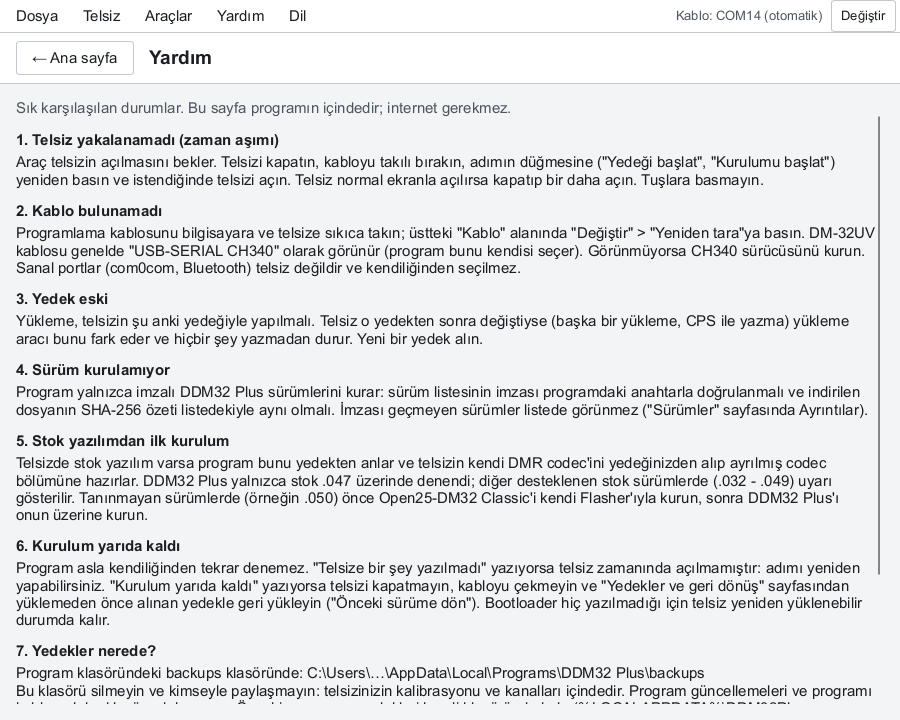 Dosya Telsiz Araçlar Yardım Dil Kablo: COM14 (otomatik) Değiştir
← Ana sayfa Yardım
Sık karşılaşılan durumlar. Bu sayfa programın içindedir; internet gerekmez.
1. Telsiz yakalanamadı (zaman aşımı)
Araç telsizin açılmasını bekler. Telsizi kapatın, kabloyu takılı bırakın, adımın düğmesine ("Yedeği başlat", "Kurulumu başlat")
yeniden basın ve istendiğinde telsizi açın. Telsiz normal ekranla açılırsa kapatıp bir daha açın. Tuşlara basmayın.
2. Kablo bulunamadı
Programlama kablosunu bilgisayara ve telsize sıkıca takın; üstteki "Kablo" alanında "Değiştir" > "Yeniden tara"ya basın. DM-32UV
kablosu genelde "USB-SERIAL CH340" olarak görünür (program bunu kendisi seçer). Görünmüyorsa CH340 sürücüsünü kurun.
Sanal portlar (com0com, Bluetooth) telsiz değildir ve kendiliğinden seçilmez.
3. Yedek eski
Yükleme, telsizin şu anki yedeğiyle yapılmalı. Telsiz o yedekten sonra değiştiyse (başka bir yükleme, CPS ile yazma) yükleme
aracı bunu fark eder ve hiçbir şey yazmadan durur. Yeni bir yedek alın.
4. Sürüm kurulamıyor
Program yalnızca imzalı DDM32 Plus sürümlerini kurar: sürüm listesinin imzası programdaki anahtarla doğrulanmalı ve indirilen
dosyanın SHA-256 özeti listedekiyle aynı olmalı. İmzası geçmeyen sürümler listede görünmez ("Sürümler" sayfasında Ayrıntılar).
5. Stok yazılımdan ilk kurulum
Telsizde stok yazılım varsa program bunu yedekten anlar ve telsizin kendi DMR codec'ini yedeğinizden alıp ayrılmış codec
bölümüne hazırlar. DDM32 Plus yalnızca stok .047 üzerinde denendi; diğer desteklenen stok sürümlerde (.032 - .049) uyarı
gösterilir. Tanınmayan sürümlerde (örneğin .050) önce Open25-DM32 Classic'i kendi Flasher'ıyla kurun, sonra DDM32 Plus'ı
onun üzerine kurun.
6. Kurulum yarıda kaldı
Program asla kendiliğinden tekrar denemez. "Telsize bir şey yazılmadı" yazıyorsa telsiz zamanında açılmamıştır: adımı yeniden
yapabilirsiniz. "Kurulum yarıda kaldı" yazıyorsa telsizi kapatmayın, kabloyu çekmeyin ve "Yedekler ve geri dönüş" sayfasından
yüklemeden önce alınan yedekle geri yükleyin ("Önceki sürüme dön"). Bootloader hiç yazılmadığı için telsiz yeniden yüklenebilir
durumda kalır.
7. Yedekler nerede?
Program klasöründeki backups klasöründe: C:\Users\…\AppData\Local\Programs\DDM32 Plus\backups
Bu klasörü silmeyin ve kimseyle paylaşmayın: telsizinizin kalibrasyonu ve kanalları içindedir. Program güncellemeleri ve programı